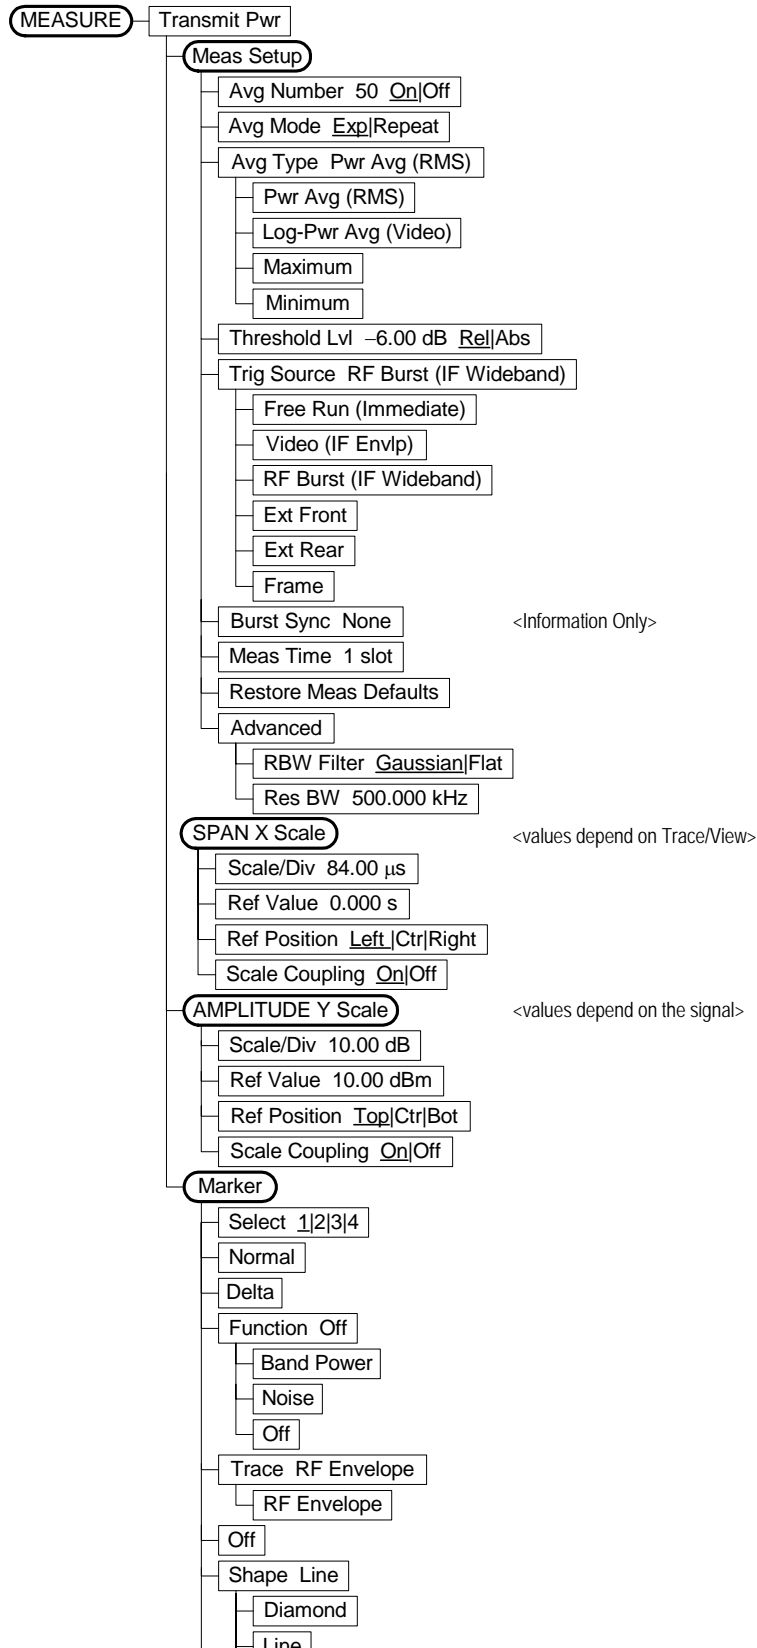 MEASURE Transmit Pwr
Meas Setup
Avg Number 50 On|Off
Avg Mode Exp|Repeat
Avg Type Pwr Avg (RMS)
Pwr Avg (RMS)
Log-Pwr Avg (Video)
Maximum
Minimum
Threshold Lvl −6.00 dB Rel|Abs
Trig Source RF Burst (IF Wideband)
Free Run (Immediate)
Video (IF Envlp)
RF Burst (IF Wideband)
Ext Front
Ext Rear
Frame
Burst Sync None <Information Only>
Meas Time 1 slot
Restore Meas Defaults
Advanced
RBW Filter Gaussian|Flat
Res BW 500.000 kHz
SPAN X Scale <values depend on Trace/View>
Scale/Div 84.00 μs
Ref Value 0.000 s
Ref Position Left |Ctr|Right
Scale Coupling On|Off
AMPLITUDE Y Scale <values depend on the signal>
Scale/Div 10.00 dB
Ref Value 10.00 dBm
Ref Position Top|Ctr|Bot
Scale Coupling On|Off
Marker
Select 1|2|3|4
Normal
Delta
Function Off
Band Power
Noise
Off
Trace RF Envelope
RF Envelope
Off
Shape Line
Diamond
Line